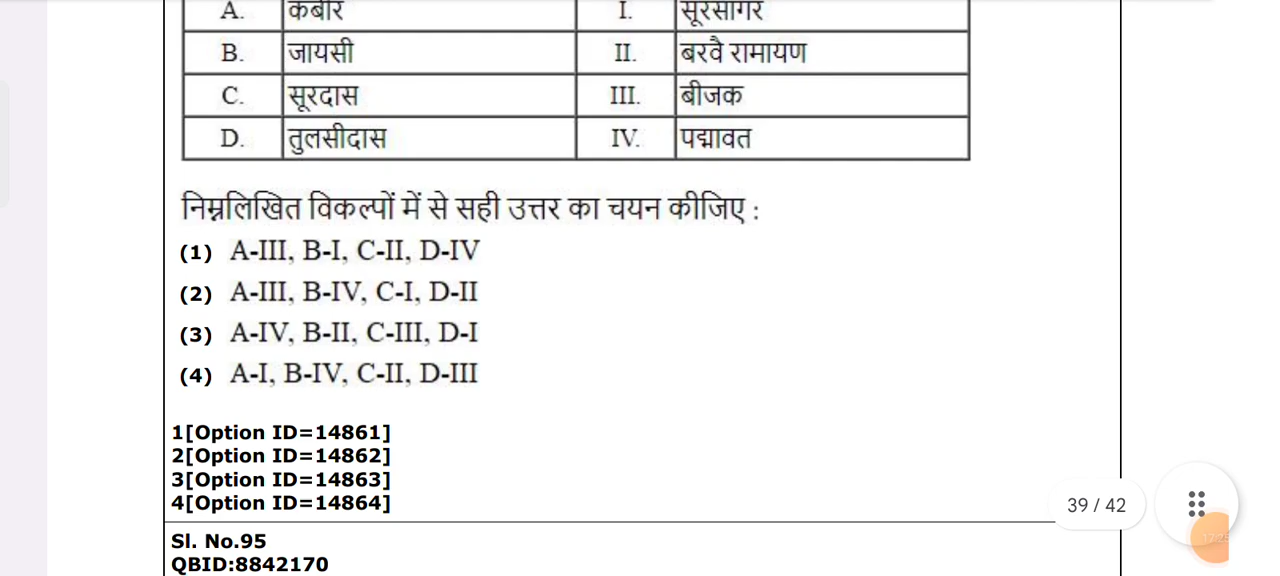 A. कबीर I. सूरसागर
B. जायसी II. बरवै रामायण
C. सूरदास III. बीजक
D. तुलसीदास IV. पद्मावत
निम्नलिखित विकल्पों में से सही उत्तर का चयन कीजिए :
(1) A-III, B-I, C-II, D-IV
(2) A-III, B-IV, C-I, D-II
(3) A-IV, B-II, C-III, D-I
(4) A-I, B-IV, C-II, D-III
1[Option ID=14861]
2[Option ID=14862]
3[Option ID=14863]
4[Option ID=14864]
39 / 42
Sl. No.95
QBID:8842170